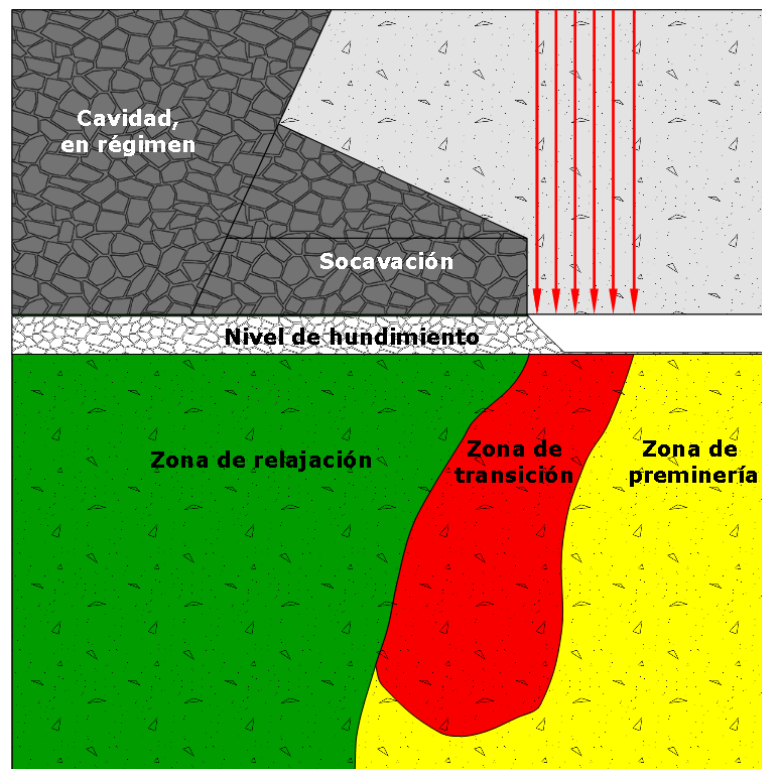 Cavidad,
en régimen
Socavación
Nivel de hundimiento
Zona de relajación
Zona de
transición
Zona de
preminería